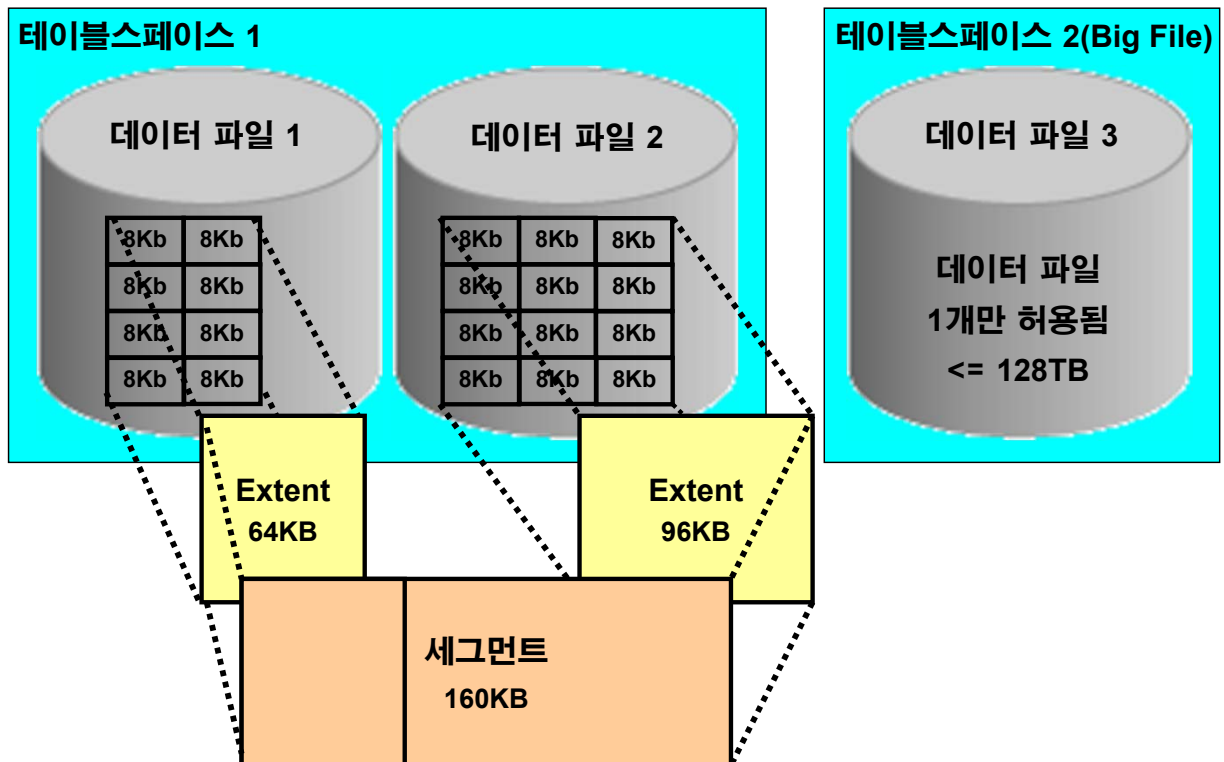 테이블스페이스 1
데이터 파일 1
8Kb 8Kb
8Kb 8Kb
8Kb 8Kb
8Kb 8Kb
데이터 파일 2
8Kb 8Kb 8Kb
8Kb 8Kb 8Kb
8Kb 8Kb 8Kb
8Kb 8Kb 8Kb
테이블스페이스 2(Big File)
데이터 파일 3
데이터 파일
1개만 허용됨
<= 128TB
Extent
64KB
Extent
96KB
세그먼트
160KB